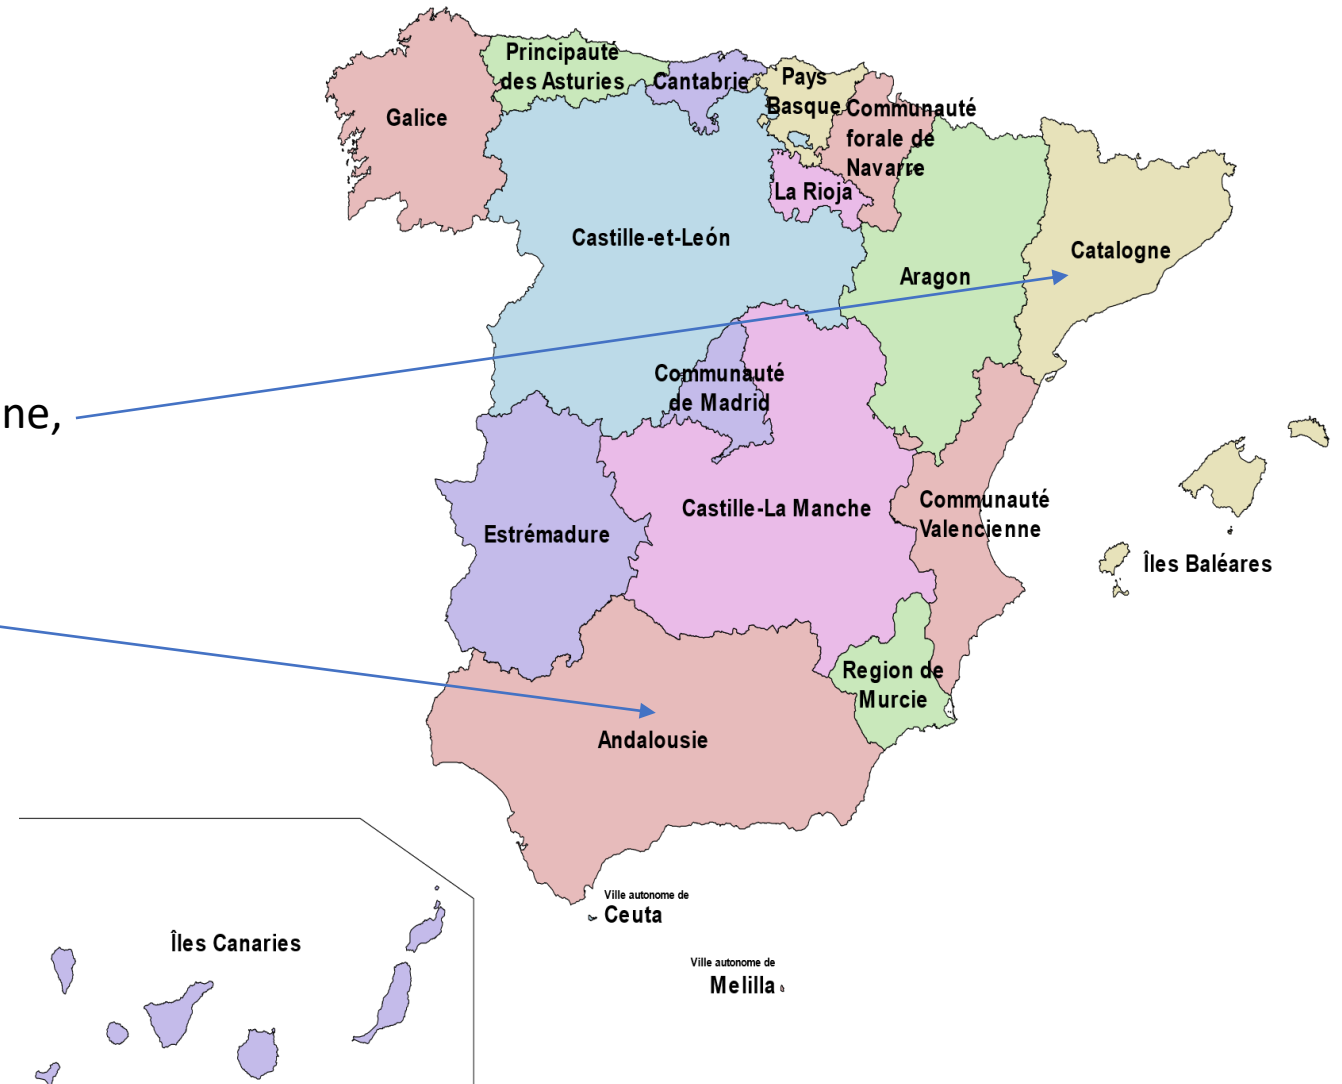 Principauté
des Asturies
Cantabrie
Pays
Basque
Communauté
forale de
Navarre
Galice
La Rioja
Castille-et-León
Aragon
Catalogne
Communauté
de Madrid
ne,
Castille-La Manche
Communauté
Valencienne
Estrémadure
Îles Baléares
Region de
Murcie
Andalousie
Ville autonome de
Ceuta
Îles Canaries
Ville autonome de
Melilla